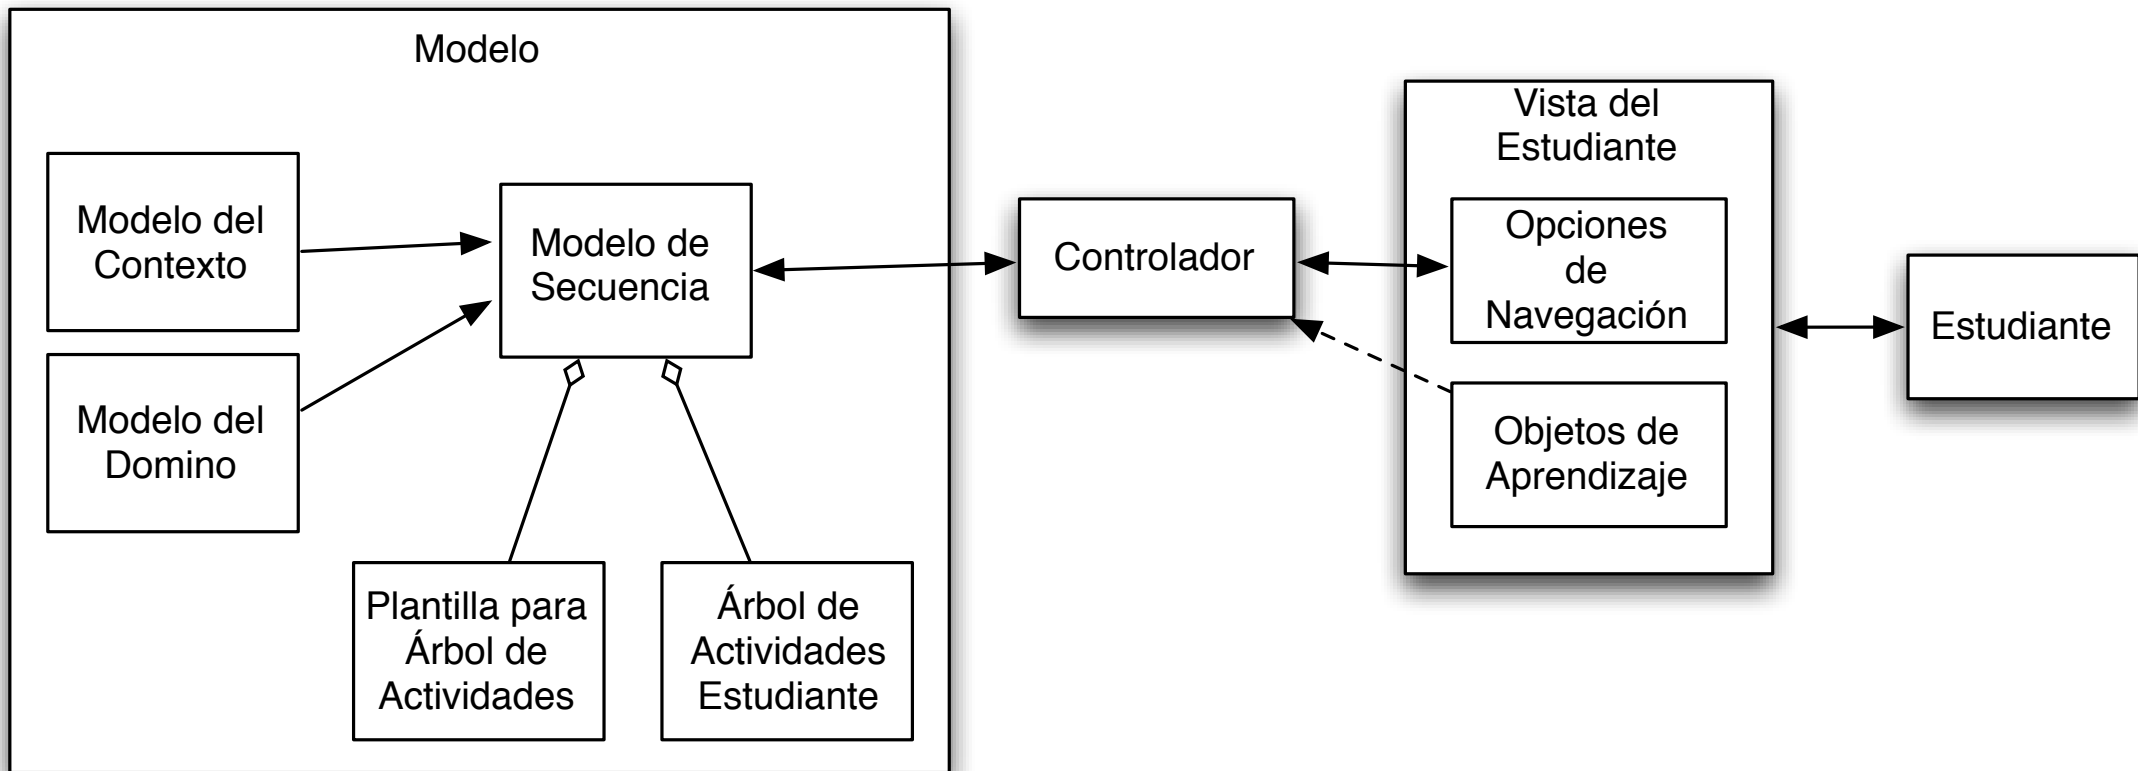 Modelo
Modelo del
Contexto
Modelo de
Secuencia
Modelo del
Domino
Plantilla para
Árbol de
Actividades
Árbol de
Actividades
Estudiante
Controlador
Vista del
Estudiante
Opciones
de
Navegación
Objetos de
Aprendizaje
Estudiante